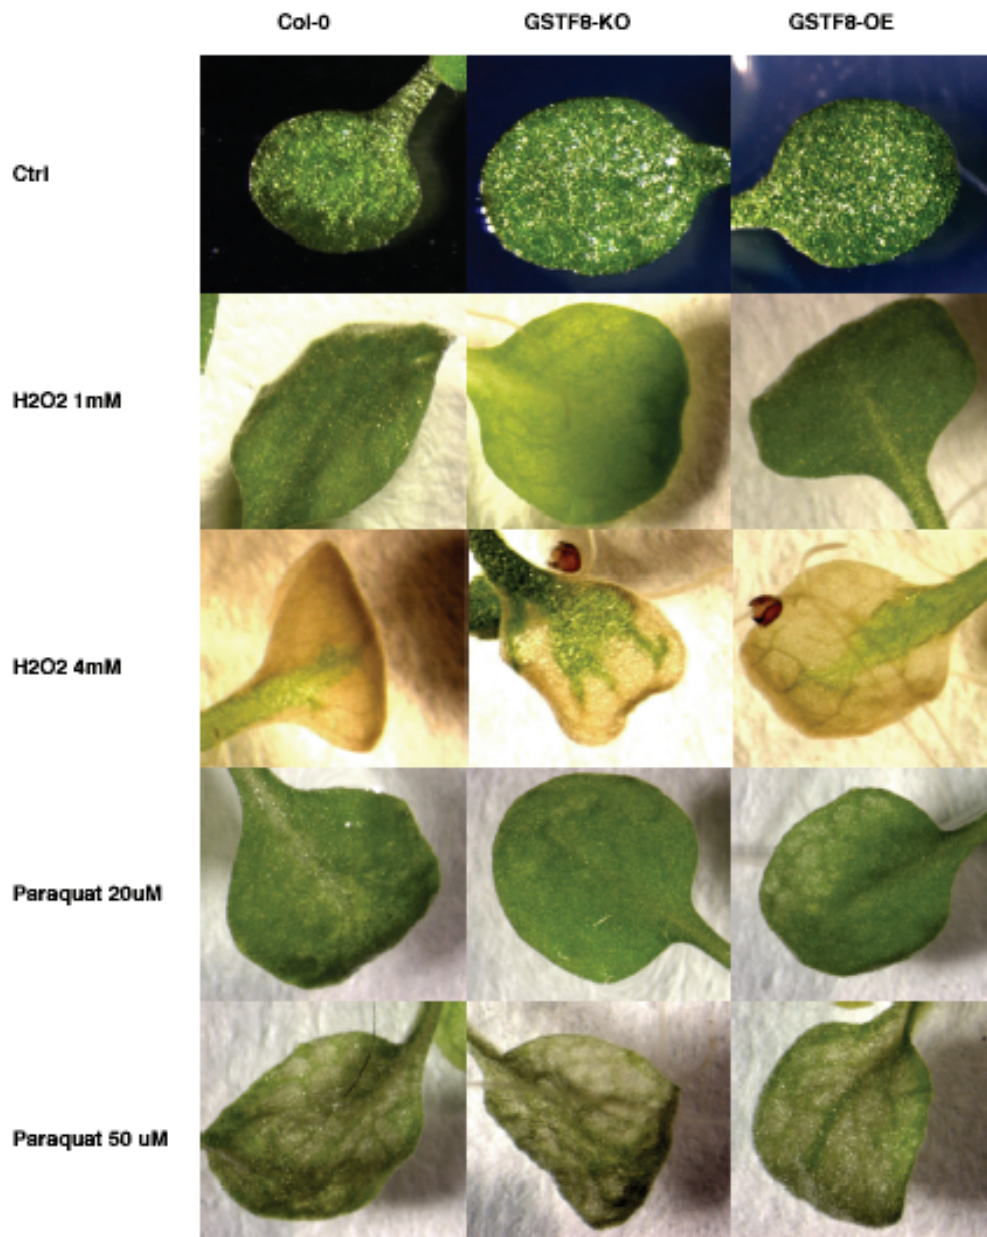 Col-0 GSTF8-KO GSTF8-OE
Ctrl
H2O2 1mM
H2O2 4mM
Paraquat 20uM
Paraquat 50 uM